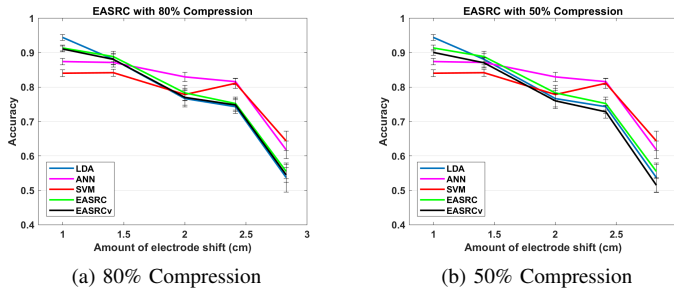 EASRC with 80% Compression
1
0.9
0.8
0.7
0.6
0.5
0.4
Accuracy
LDA
ANN
SVM
EASRC
EASRCv
1 1.5 2 2.5 3
Amount of electrode shift (cm)
(a) 80% Compression
EASRC with 50% Compression
1
0.9
0.8
0.7
0.6
0.5
0.4
Accuracy
LDA
ANN
SVM
EASRC
EASRCv
1 1.5 2 2.5
Amount of electrode shift (cm)
(b) 50% Compression